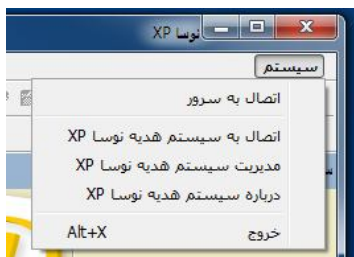 نوسا XP
سیستم
اتصال به سرور
اتصال به سیستم هدیه نوسا XP
مدیریت سیستم هدیه نوسا XP
درباره سیستم هدیه نوسا XP
خروج Alt+X